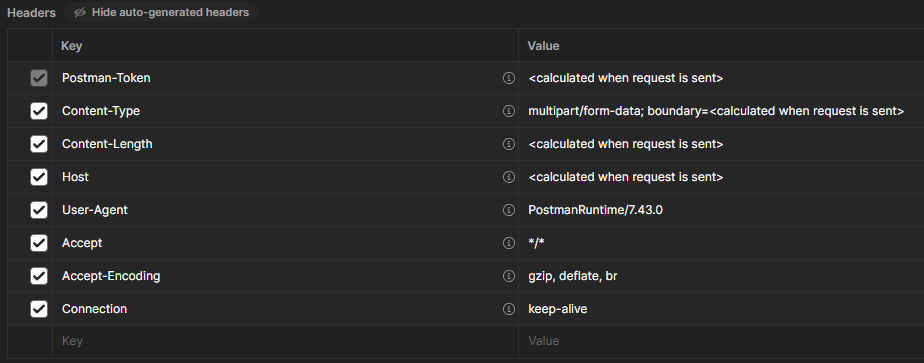 Headers Hide auto-generated headers
Key Value
Postman-Token <calculated when request is sent>
Content-Type multipart/form-data; boundary=<calculated when request is sent>
Content-Length <calculated when request is sent>
Host <calculated when request is sent>
User-Agent PostmanRuntime/7.43.0
Accept */*
Accept-Encoding gzip, deflate, br
Connection keep-alive
Key Value